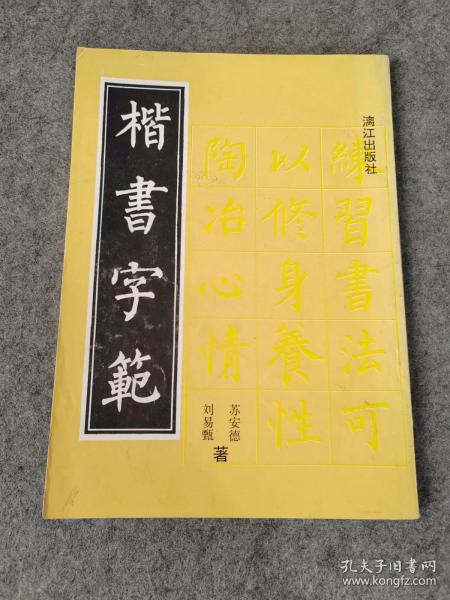 楷書字範
漓江出版社
練習書法可
以修身養性
陶冶心情
苏安德
刘易甄
著
孔夫子旧书网
www.kongfz.com